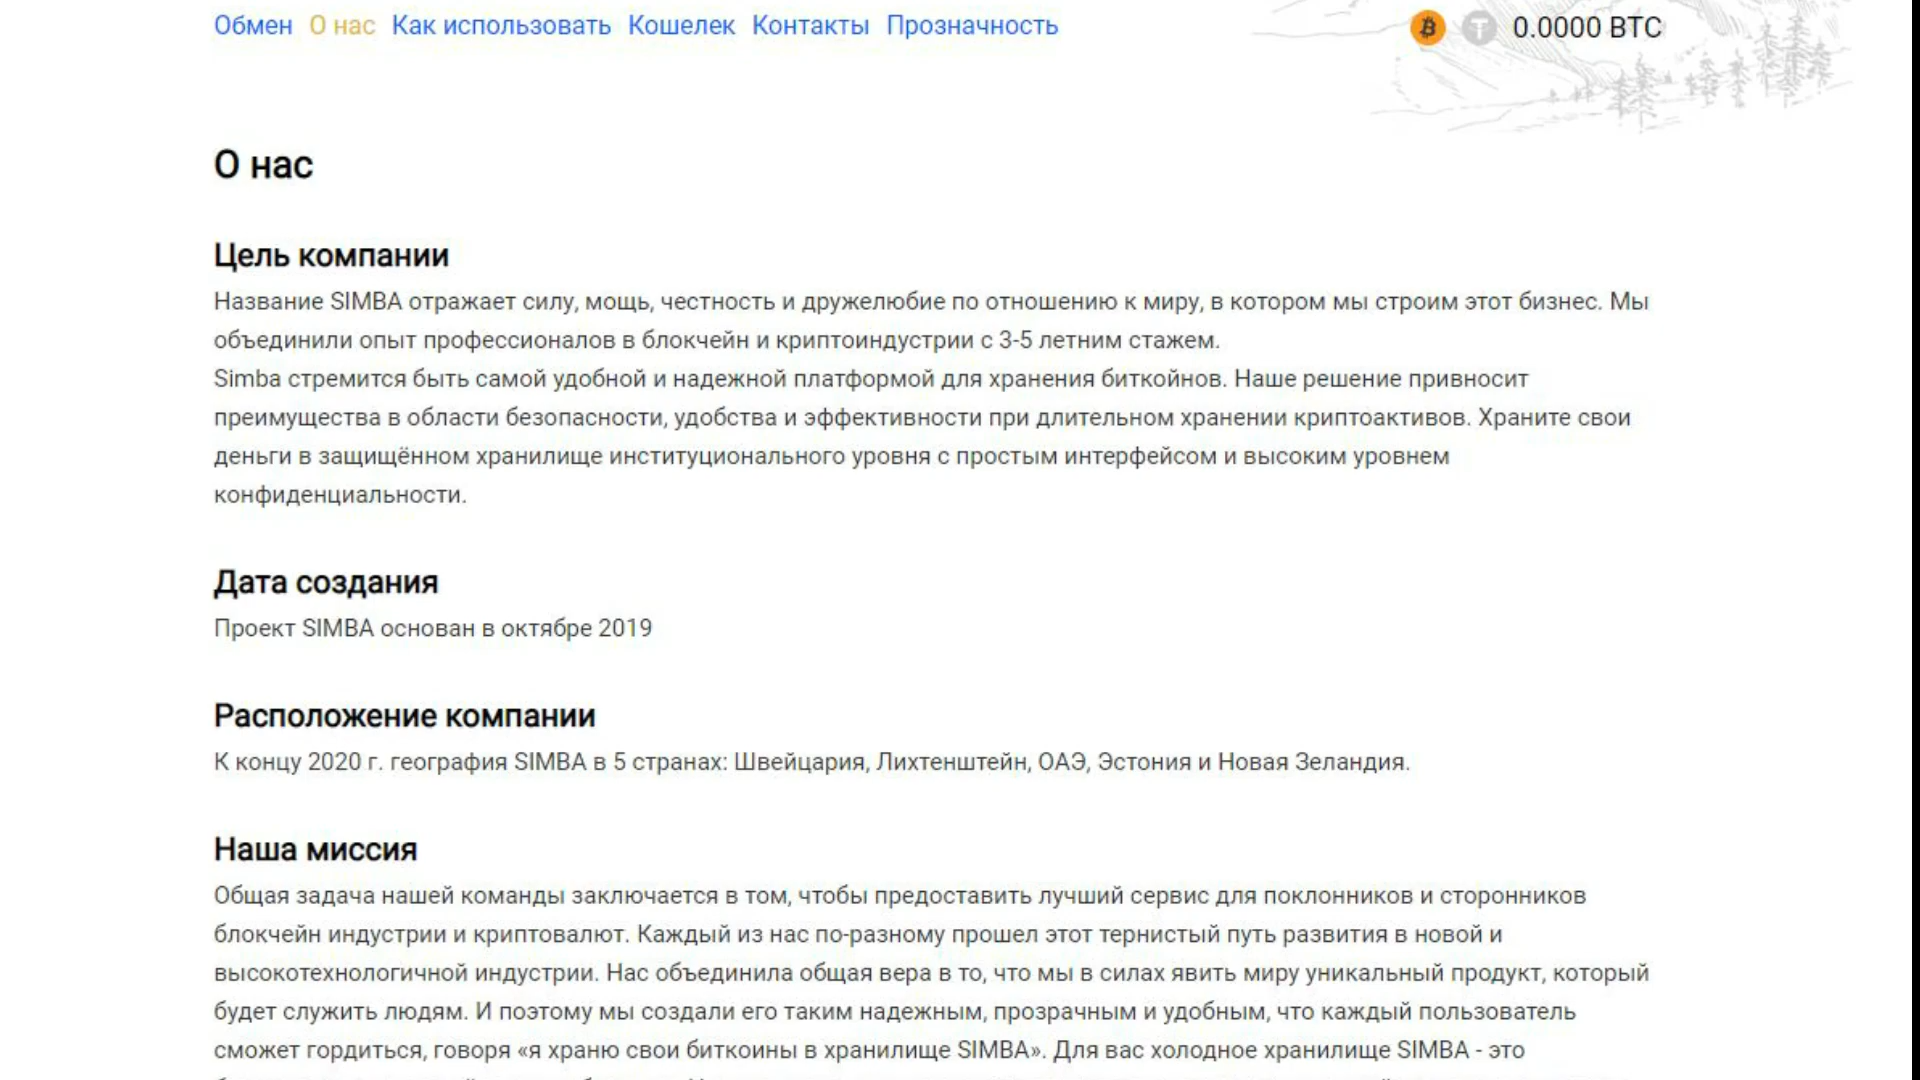 Обмен О нас Как использовать Кошелек Контакты Прозначность 0.0000 BTC
О нас
Цель компании
Название SIMBA отражает силу, мощь, честность и дружелюбие по отношению к миру, в котором мы строим этот бизнес. Мы
объединили опыт профессионалов в блокчейн и криптоиндустрии с 3-5 летним стажем.
Simba стремится быть самой удобной и надежной платформой для хранения биткойнов. Наше решение привносит
преимущества в области безопасности, удобства и эффективности при длительном хранении криптоактивов. Храните свои
деньги в защищённом хранилище институционального уровня с простым интерфейсом и высоким уровнем
конфиденциальности.
Дата создания
Проект SIMBA основан в октябре 2019
Расположение компании
К концу 2020 г. география SIMBA в 5 странах: Швейцария, Лихтенштейн, ОАЭ, Эстония и Новая Зеландия.
Наша миссия
Общая задача нашей команды заключается в том, чтобы предоставить лучший сервис для поклонников и сторонников
блокчейн индустрии и криптовалют. Каждый из нас по-разному прошел этот тернистый путь развития в новой и
высокотехнологичной индустрии. Нас объединила общая вера в то, что мы в силах явить миру уникальный продукт, который
будет служить людям. И поэтому мы создали его таким надежным, прозрачным и удобным, что каждый пользователь
сможет гордиться, говоря «я храню свои биткоины в хранилище SIMBA». Для вас холодное хранилище SIMBA - это